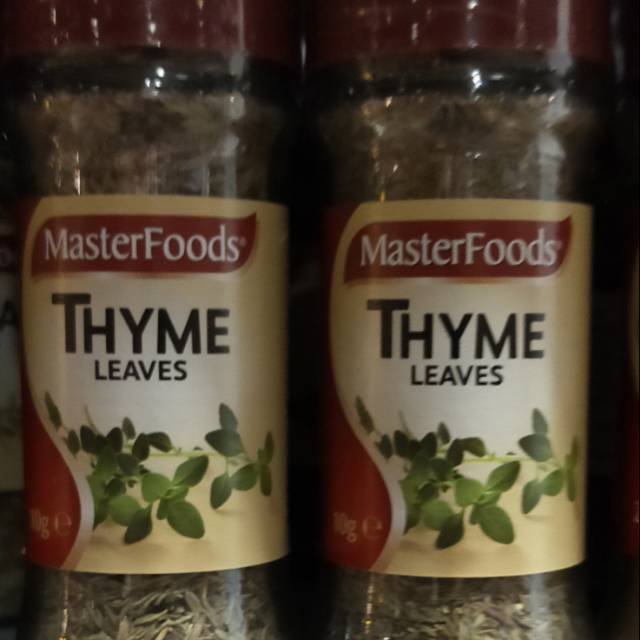 MasterFoods®
THYME
LEAVES
10g e
MasterFoods®
THYME
LEAVES
10g e